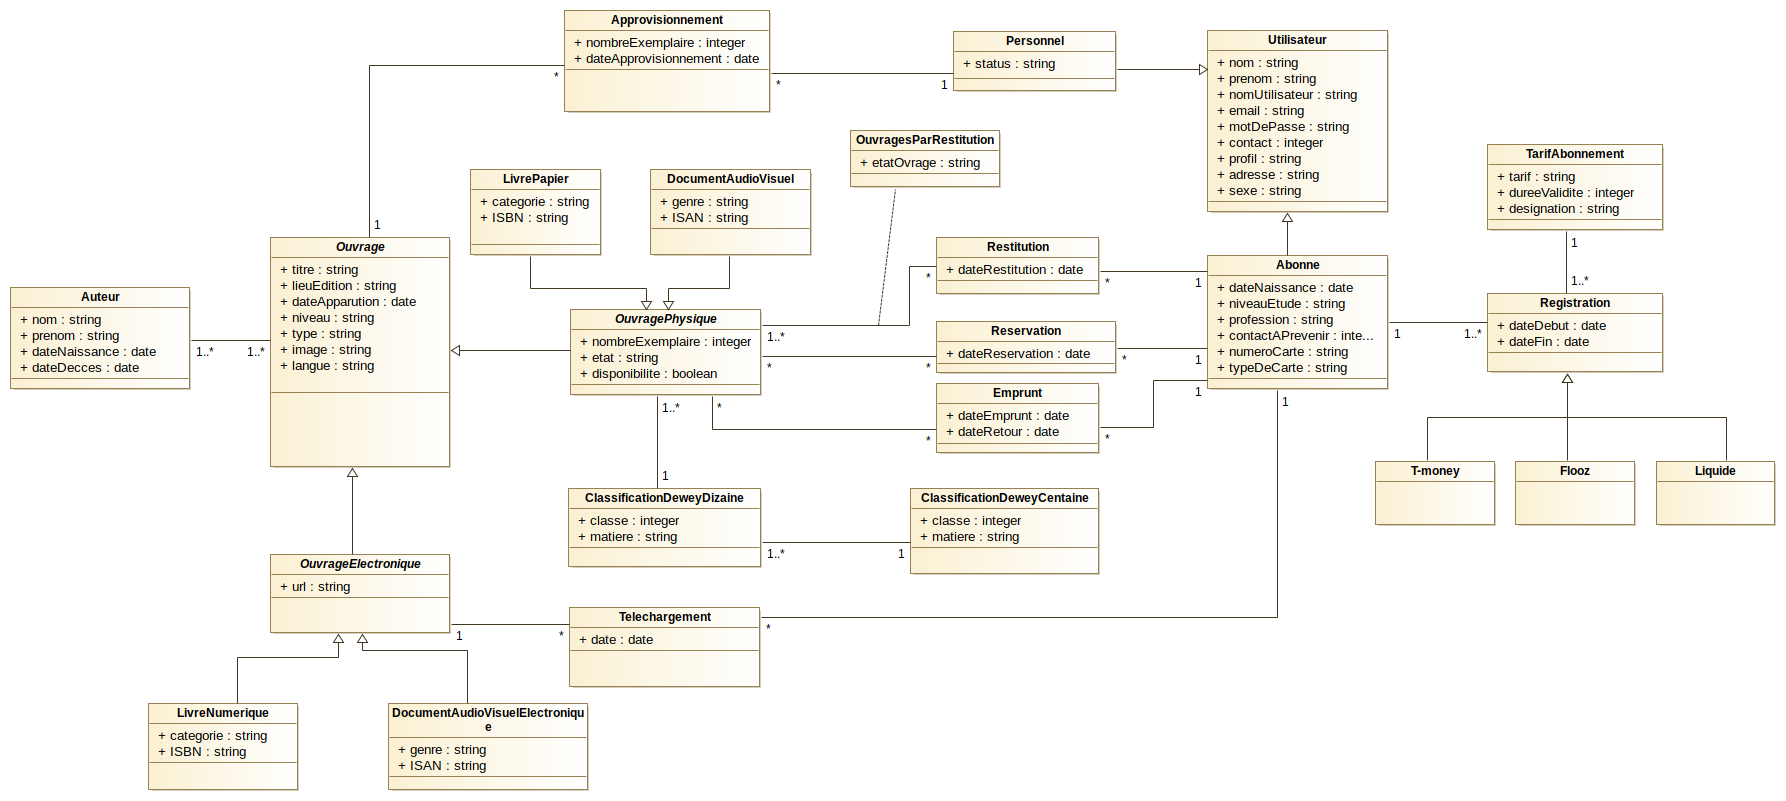 Approvisionnement
+ nombreExemplaire : integer
+ dateApprovisionnement : date
*
*
1
Personnel
+ status : string
Utilisateur
+ nom : string
+ prenom : string
+ nomUtilisateur : string
+ email : string
+ motDePasse : string
+ contact : integer
+ profil : string
+ adresse : string
+ sexe : string
OuvragesParRestitution
+ etatOvrage : string
TarifAbonnement
+ tarif : string
+ dureeValidite : integer
+ designation : string
1
1..*
LivrePapier
+ categorie : string
+ ISBN : string
DocumentAudioVisuel
+ genre : string
+ ISAN : string
1
Ouvrage
+ titre : string
+ lieuEdition : string
+ dateApparution : date
+ niveau : string
+ type : string
+ image : string
+ langue : string
Restitution
+ dateRestitution : date
*
*
1
Abonne
+ dateNaissance : date
+ niveauEtude : string
+ profession : string
+ contactAPrevenir : inte...
+ numeroCarte : string
+ typeDeCarte : string
Auteur
+ nom : string
+ prenom : string
+ dateNaissance : date
+ dateDecces : date
1..*
1..*
OuvragePhysique
+ nombreExemplaire : integer
+ etat : string
+ disponibilite : boolean
1..*
*
1..*
*
Reservation
+ dateReservation : date
*
*
1
Registration
+ dateDebut : date
+ dateFin : date
1
1..*
Emprunt
+ dateEmprunt : date
+ dateRetour : date
*
*
1
1
T-money
Flooz
Liquide
1
ClassificationDeweyDizaine
+ classe : integer
+ matiere : string
1..*
1
ClassificationDeweyCentaine
+ classe : integer
+ matiere : string
OuvrageElectronique
+ url : string
1
*
Telechargement
+ date : date
*
LivreNumerique
+ categorie : string
+ ISBN : string
DocumentAudioVisuelElectroniqu
e
+ genre : string
+ ISAN : string